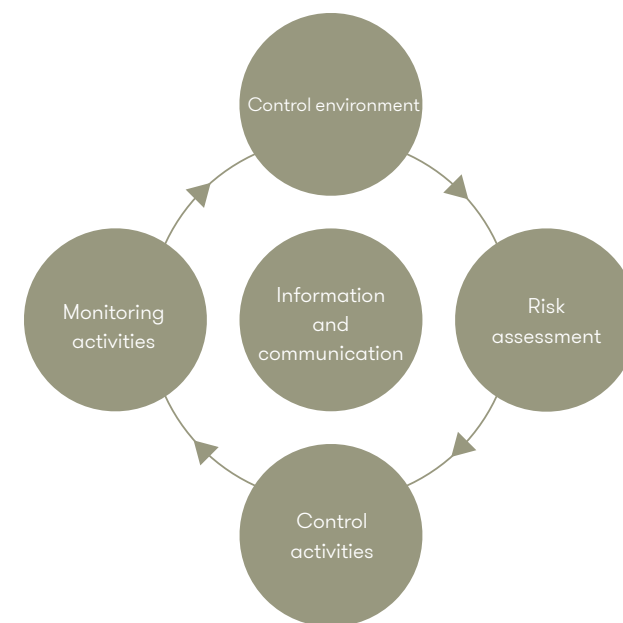 Control environment
Monitoring
activities
Information
and
communication
Risk
assessment
Control
activities